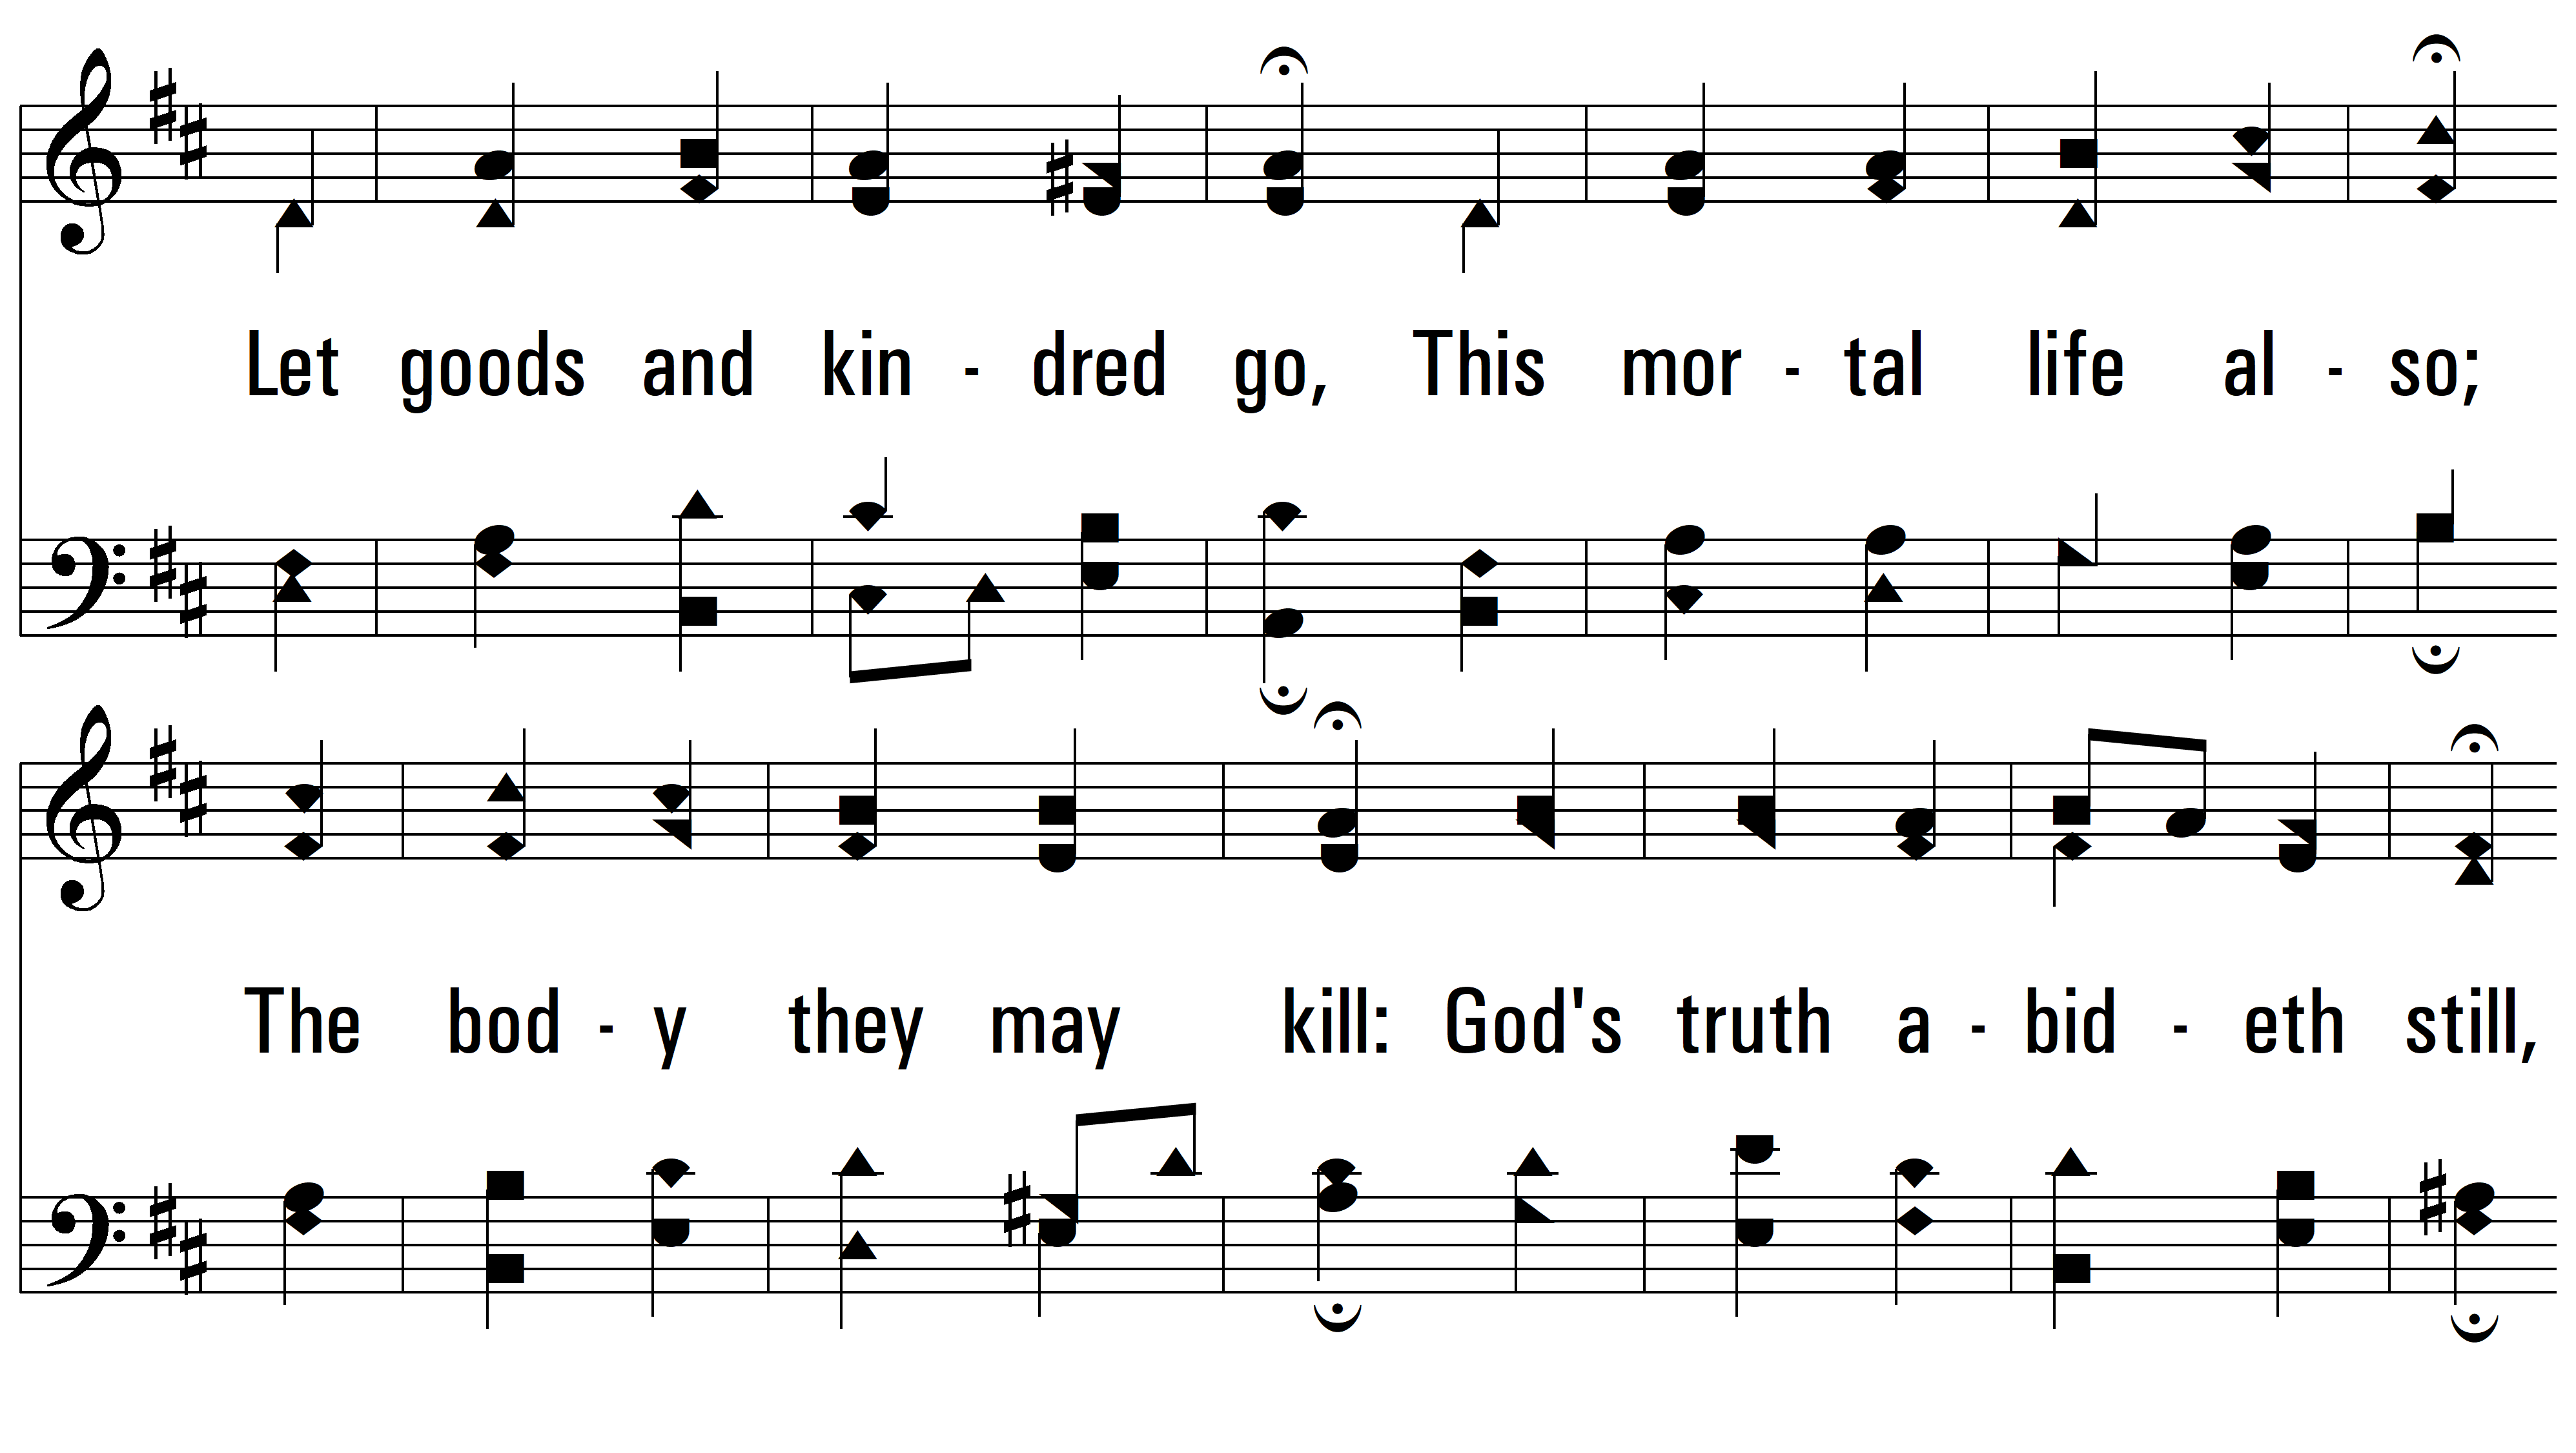 Let goods and kin - dred go, This mor - tal life al - so;
The bod - y they may kill: God's truth a - bid - eth still,